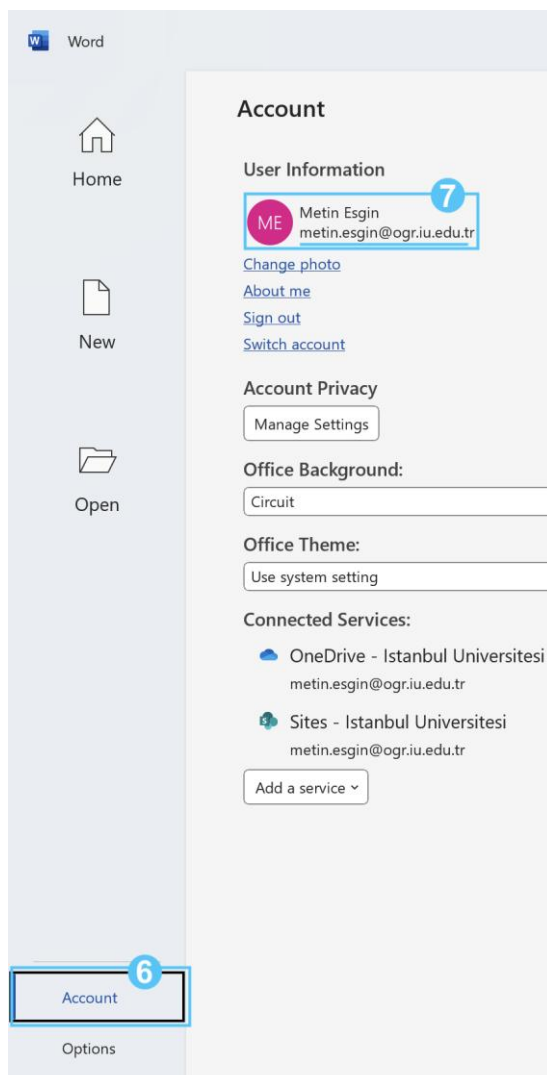 Word
Home
New
Open
Account
User Information
7
ME
Metin Esgin
metin.esgin@ogr.iu.edu.tr
Change photo
About me
Sign out
Switch account
Account Privacy
Manage Settings
Office Background:
Circuit
Office Theme:
Use system setting
Connected Services:
OneDrive - Istanbul Universitesi
metin.esgin@ogr.iu.edu.tr
Sites - Istanbul Universitesi
metin.esgin@ogr.iu.edu.tr
Add a service
6
Account
Options